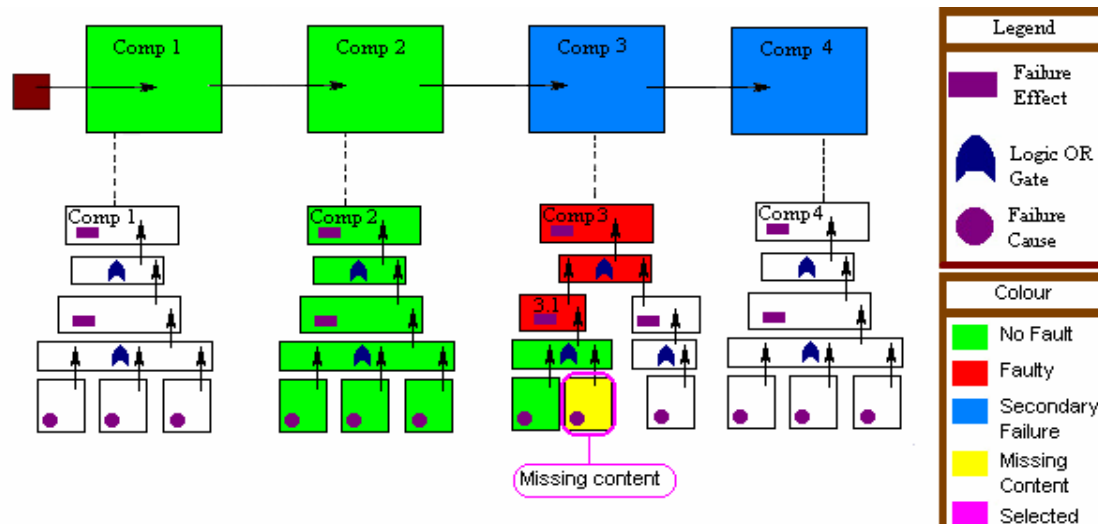 Comp 1
Comp 2
Comp 3
Comp 4
Comp 1
Comp 2
Comp 3
Comp 4
3.1
Missing content
Legend
Failure
Effect
Logic OR
Gate
Failure
Cause
Colour
No Fault
Faulty
Secondary
Failure
Missing
Content
Selected